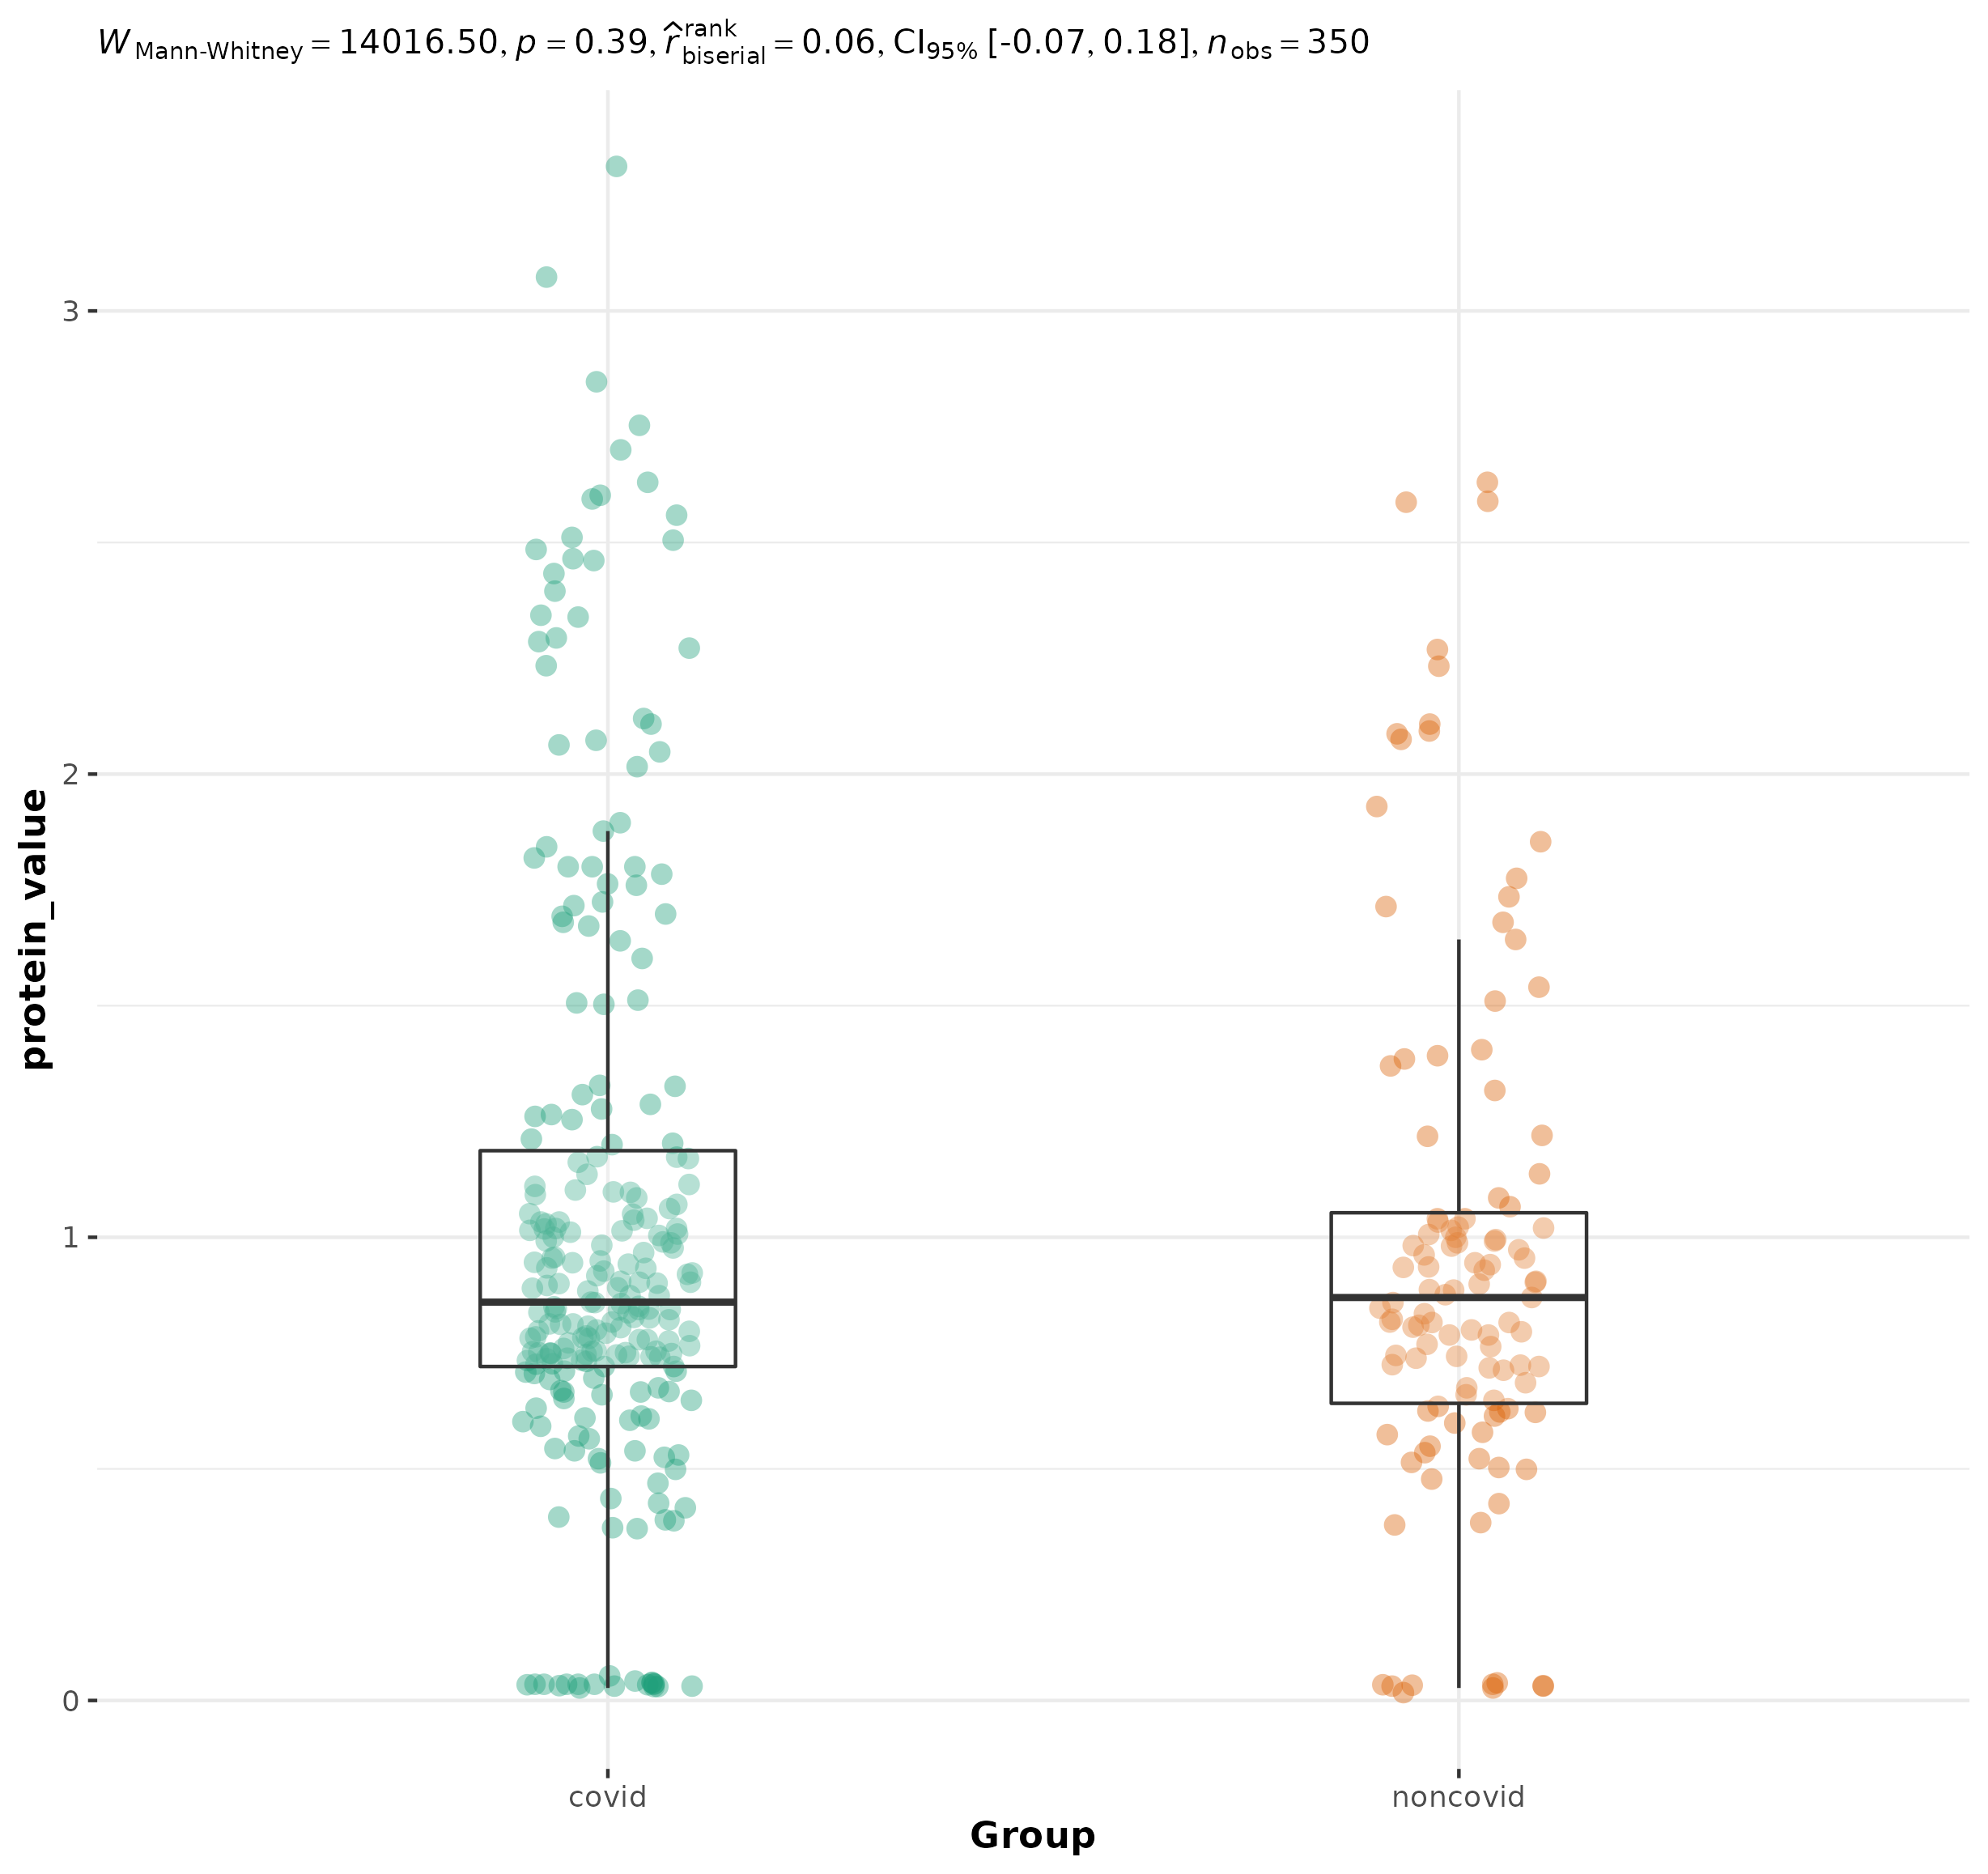 W Mann-Whitney = 14016.50, p = 0.39, r̂ rank biserial = 0.06, CI95% [-0.07, 0.18], n obs = 350
3
2
1
0
protein_value
covid noncovid
Group